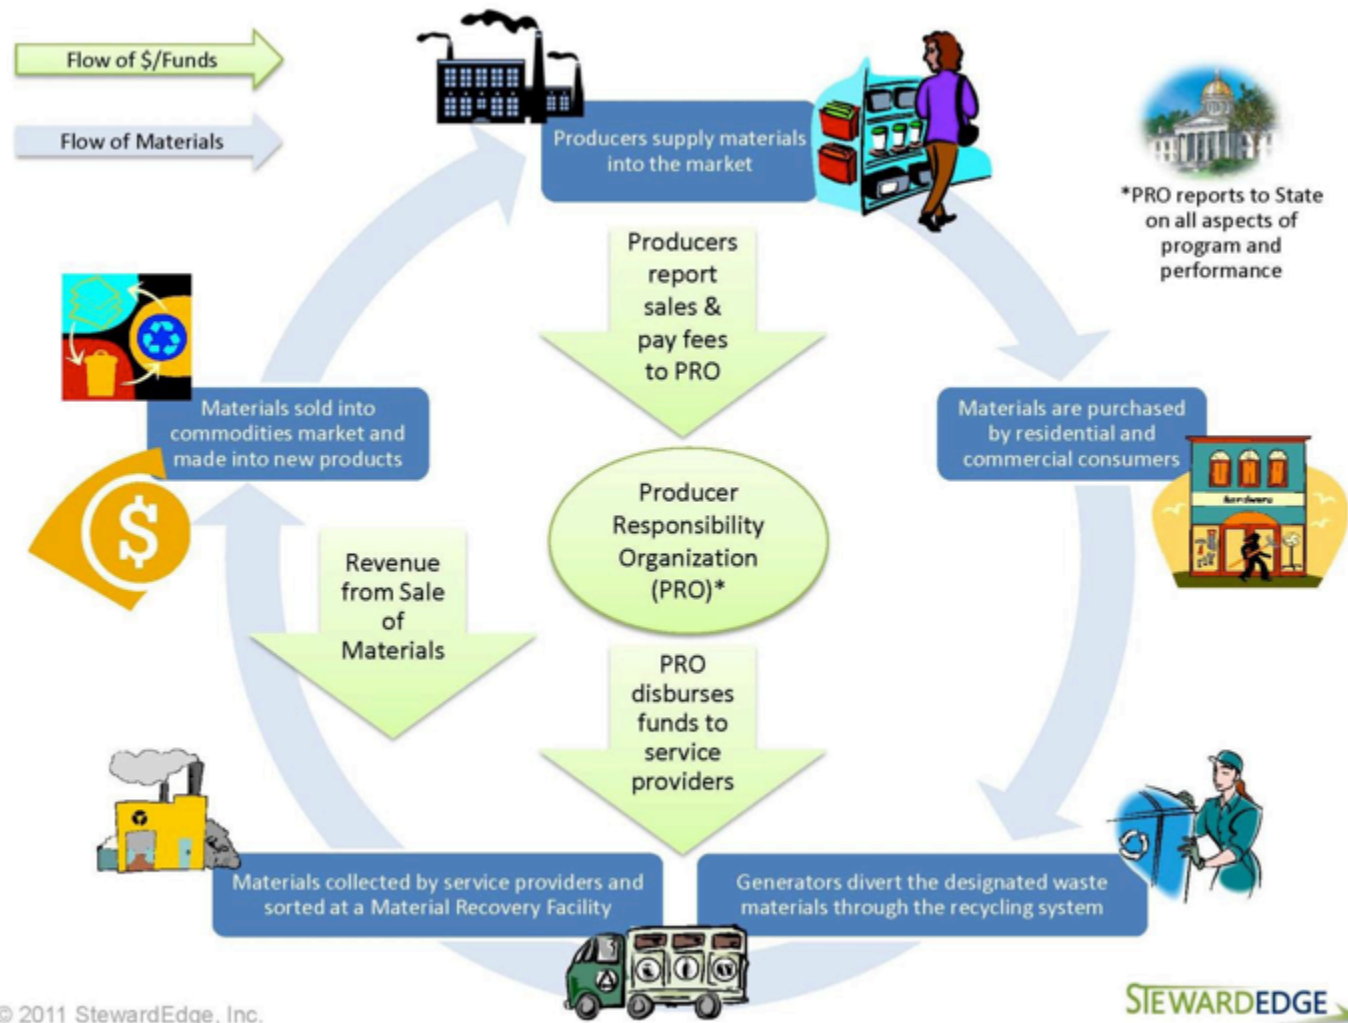 Flow of $/Funds
Flow of Materials
Producers supply materials
into the market
*PRO reports to State
on all aspects of
program and
performance
Producers
report
sales &
pay fees
to PRO
Materials sold into
commodities market and
made into new products
Materials are purchased
by residential and
commercial consumers
hardware
$
Producer
Responsibility
Organization
(PRO)*
Revenue
from Sale
of
Materials
PRO
disburses
funds to
service
providers
Materials collected by service providers and
sorted at a Material Recovery Facility
Generators divert the designated waste
materials through the recycling system
© 2011 StewardEdge, Inc.
STEWARDEDGE